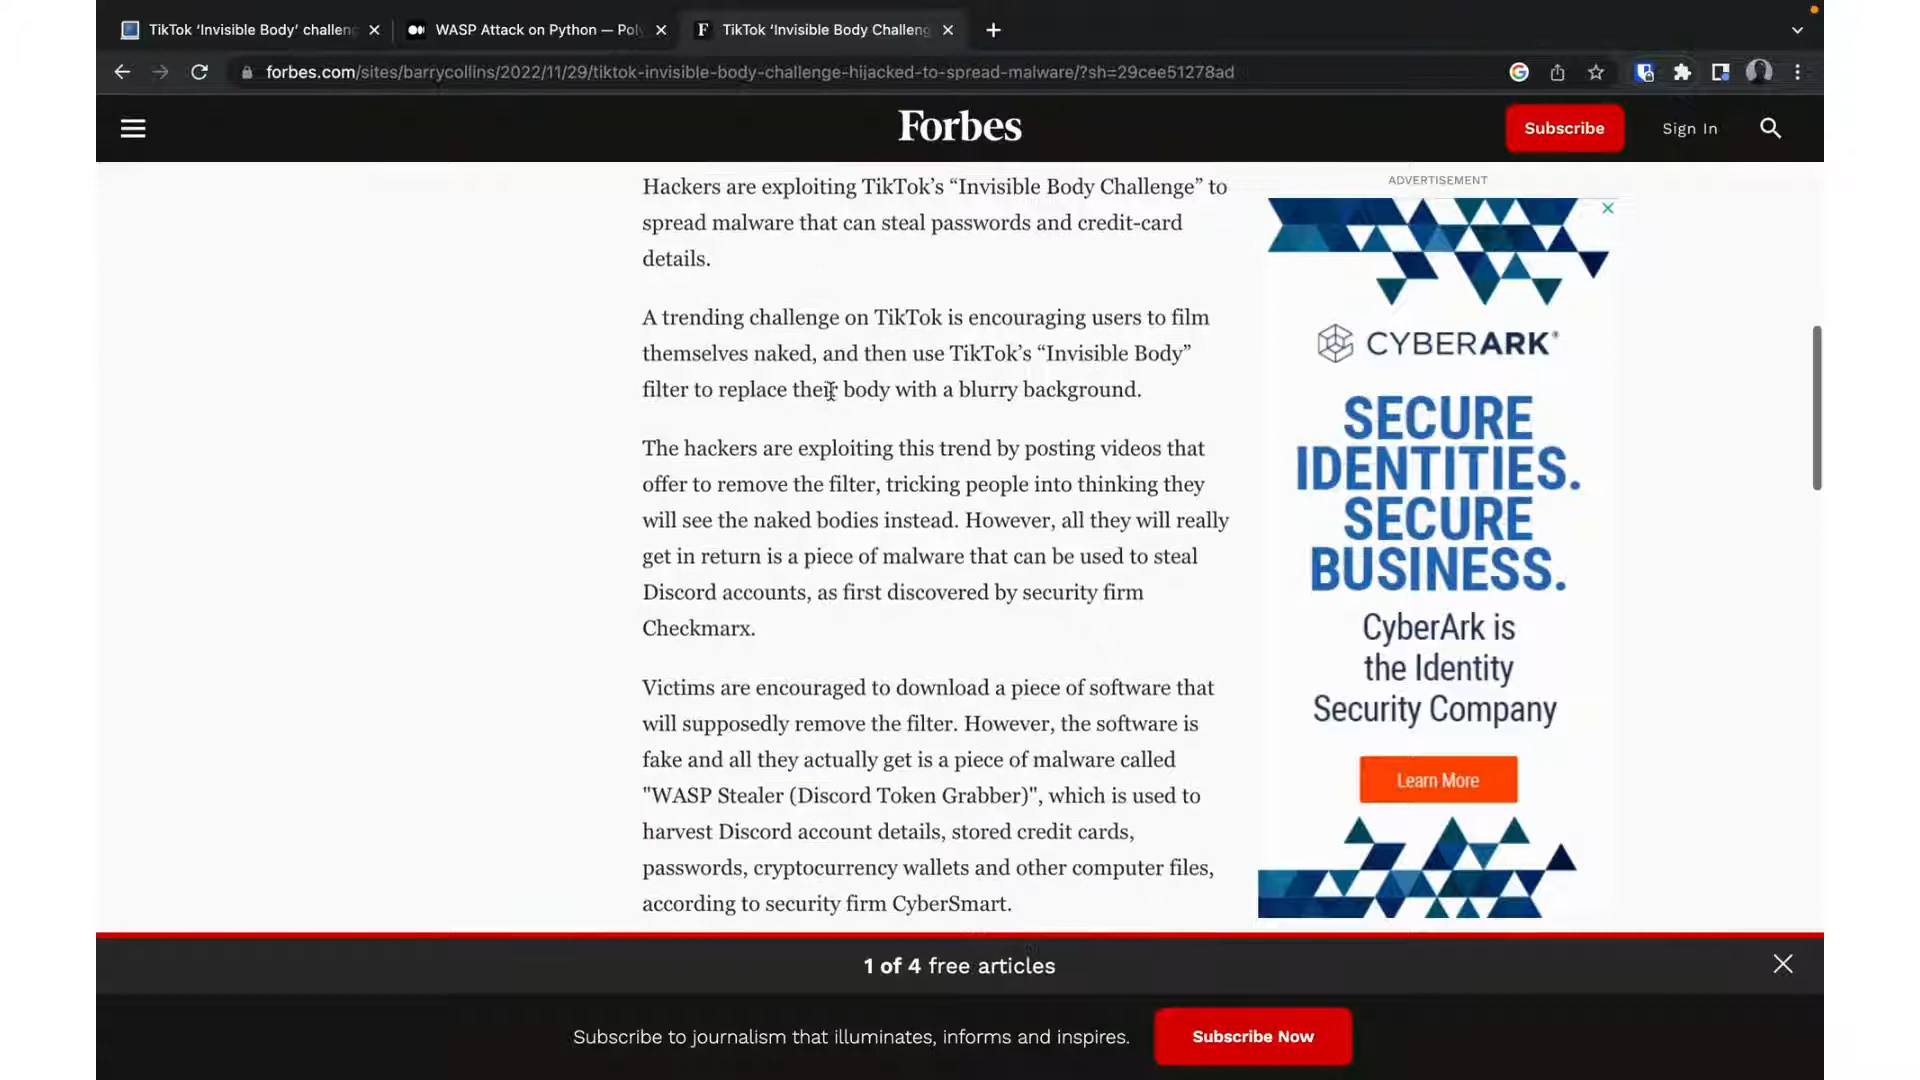 TikTok ‘Invisible Body’ challen
WASP Attack on Python — Pol
F TikTok ‘Invisible Body Challeng
forbes.com/sites/barrycollins/2022/11/29/tiktok-invisible-body-challenge-hijacked-to-spread-malware/?sh=29cee51278ad
Forbes
Subscribe
Sign In
Hackers are exploiting TikTok’s “Invisible Body Challenge” to
spread malware that can steal passwords and credit-card
details.
A trending challenge on TikTok is encouraging users to film
themselves naked, and then use TikTok’s “Invisible Body”
filter to replace their body with a blurry background.
The hackers are exploiting this trend by posting videos that
offer to remove the filter, tricking people into thinking they
will see the naked bodies instead. However, all they will really
get in return is a piece of malware that can be used to steal
Discord accounts, as first discovered by security firm
Checkmarx.
Victims are encouraged to download a piece of software that
will supposedly remove the filter. However, the software is
fake and all they actually get is a piece of malware called
"WASP Stealer (Discord Token Grabber)", which is used to
harvest Discord account details, stored credit cards,
passwords, cryptocurrency wallets and other computer files,
according to security firm CyberSmart.
ADVERTISEMENT
CYBERARK®
SECURE
IDENTITIES.
SECURE
BUSINESS.
CyberArk is
the Identity
Security Company
Learn More
1 of 4 free articles
Subscribe to journalism that illuminates, informs and inspires.
Subscribe Now